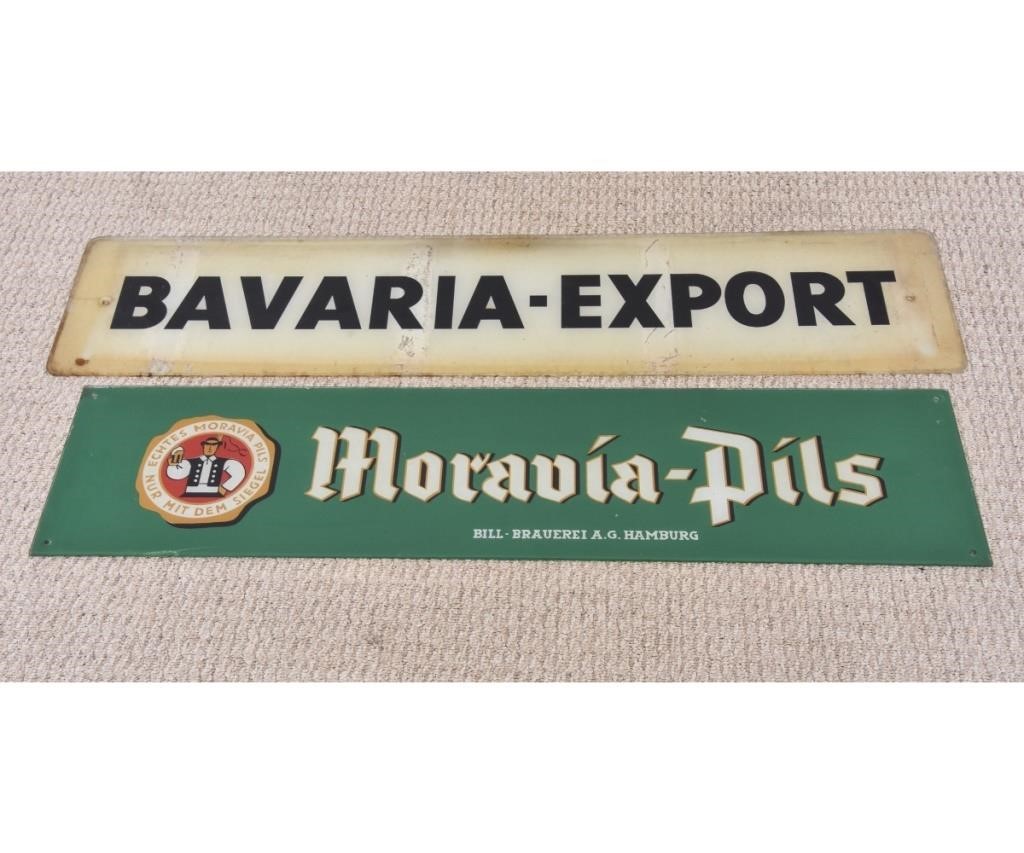 BAVARIA-EXPORT
ECHTES MORAVIA PILS
NUR MIT DEM SIEGEL
Moravia-Pils
BILL-BRAUEREI A.G. HAMBURG